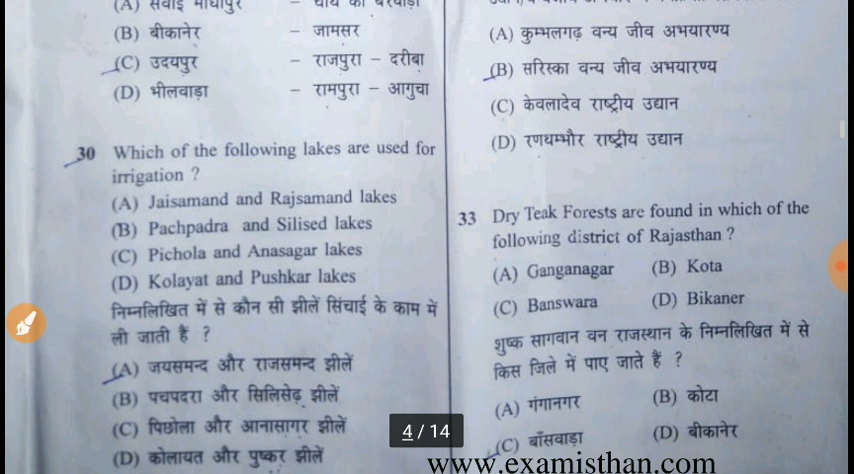 (A) सवाई माधोपुर – चौथ का बरवाड़ा
(B) बीकानेर – जामसर
(C) उदयपुर – राजपुरा – दरीबा
(D) भीलवाड़ा – रामपुरा – आगुचा
30 Which of the following lakes are used for
irrigation ?
(A) Jaisamand and Rajsamand lakes
(B) Pachpadra and Silised lakes
(C) Pichola and Anasagar lakes
(D) Kolayat and Pushkar lakes
निम्नलिखित में से कौन सी झीलें सिंचाई के काम में
ली जाती हैं ?
(A) जयसमन्द और राजसमन्द झीलें
(B) पचपदरा और सिलिसेढ़ झीलें
(C) पिछोला और आनासागर झीलें
(D) कोलायत और पुष्कर झीलें
(A) कुम्भलगढ़ वन्य जीव अभयारण्य
(B) सरिस्का वन्य जीव अभयारण्य
(C) केवलादेव राष्ट्रीय उद्यान
(D) रणथम्भौर राष्ट्रीय उद्यान
33 Dry Teak Forests are found in which of the
following district of Rajasthan ?
(A) Ganganagar (B) Kota
(C) Banswara (D) Bikaner
शुष्क सागवान वन राजस्थान के निम्नलिखित में से
किस जिले में पाए जाते हैं ?
(A) गंगानगर (B) कोटा
(C) बाँसवाड़ा (D) बीकानेर
4 / 14
www.examisthan.com